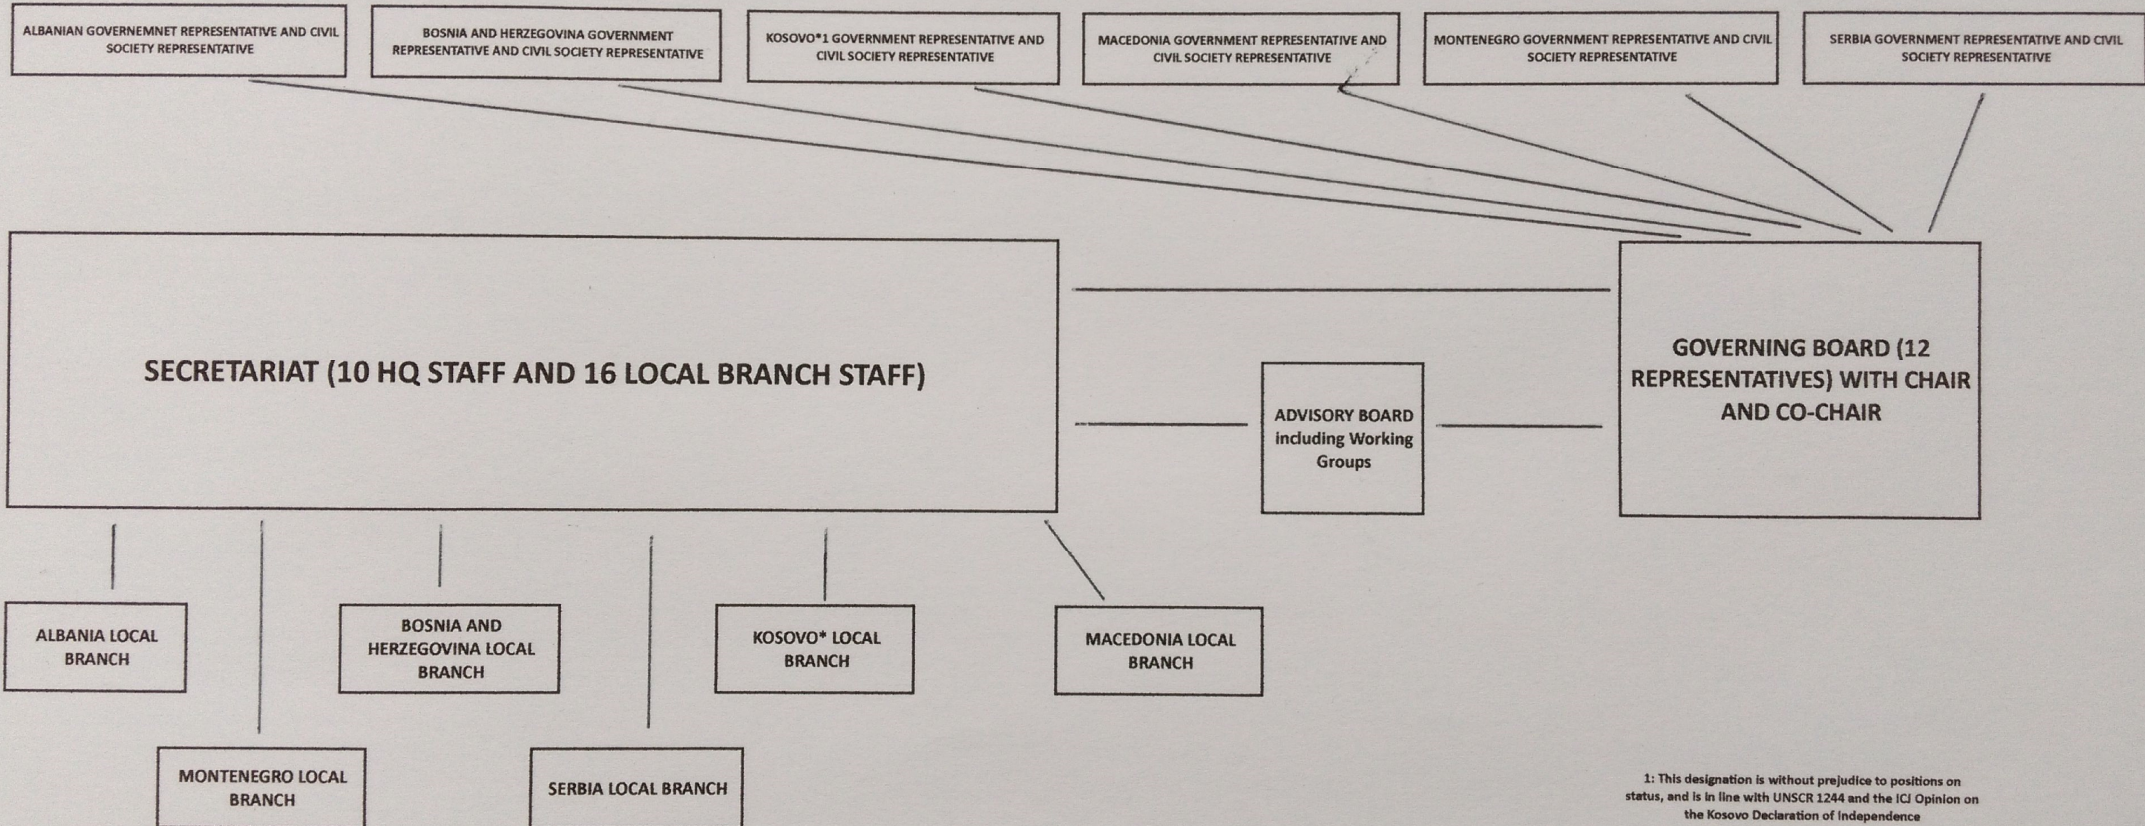 ALBANIAN GOVERNEMNET REPRESENTATIVE AND CIVIL
SOCIETY REPRESENTATIVE
BOSNIA AND HERZEGOVINA GOVERNMENT
REPRESENTATIVE AND CIVIL SOCIETY REPRESENTATIVE
KOSOVO*1 GOVERNMENT REPRESENTATIVE AND
CIVIL SOCIETY REPRESENTATIVE
MACEDONIA GOVERNMENT REPRESENTATIVE AND
CIVIL SOCIETY REPRESENTATIVE
MONTENEGRO GOVERNMENT REPRESENTATIVE AND CIVIL
SOCIETY REPRESENTATIVE
SERBIA GOVERNMENT REPRESENTATIVE AND CIVIL
SOCIETY REPRESENTATIVE
SECRETARIAT (10 HQ STAFF AND 16 LOCAL BRANCH STAFF)
ADVISORY BOARD
including Working
Groups
GOVERNING BOARD (12
REPRESENTATIVES) WITH CHAIR
AND CO-CHAIR
ALBANIA LOCAL
BRANCH
BOSNIA AND
HERZEGOVINA LOCAL
BRANCH
KOSOVO* LOCAL
BRANCH
MACEDONIA LOCAL
BRANCH
MONTENEGRO LOCAL
BRANCH
SERBIA LOCAL BRANCH
1: This designation is without prejudice to positions on
status, and is in line with UNSCR 1244 and the ICJ Opinion on
the Kosovo Declaration of Independence